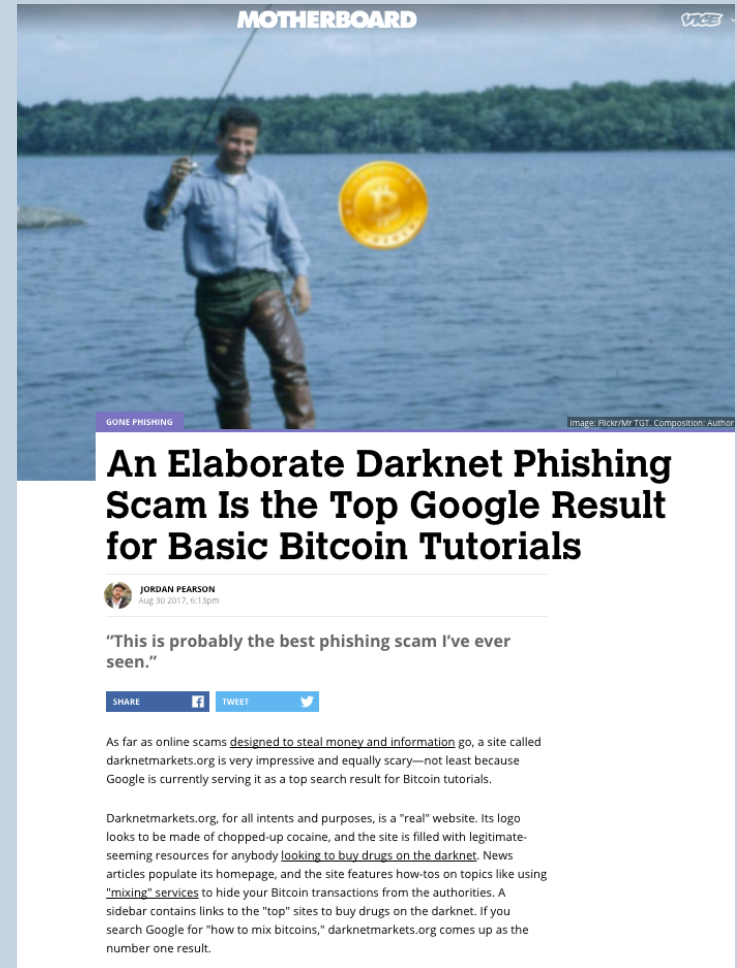 MOTHERBOARD
VICE
GONE PHISHING
Image: Flickr/Mr TGT. Composition: Author
An Elaborate Darknet Phishing
Scam Is the Top Google Result
for Basic Bitcoin Tutorials
JORDAN PEARSON
Aug 30 2017, 6:13pm
“This is probably the best phishing scam I’ve ever
seen.”
SHARE
TWEET
As far as online scams designed to steal money and information go, a site called
darknetmarkets.org is very impressive and equally scary—not least because
Google is currently serving it as a top search result for Bitcoin tutorials.
Darknetmarkets.org, for all intents and purposes, is a "real" website. Its logo
looks to be made of chopped-up cocaine, and the site is filled with legitimate-
seeming resources for anybody looking to buy drugs on the darknet. News
articles populate its homepage, and the site features how-tos on topics like using
"mixing" services to hide your Bitcoin transactions from the authorities. A
sidebar contains links to the "top" sites to buy drugs on the darknet. If you
search Google for "how to mix bitcoins," darknetmarkets.org comes up as the
number one result.